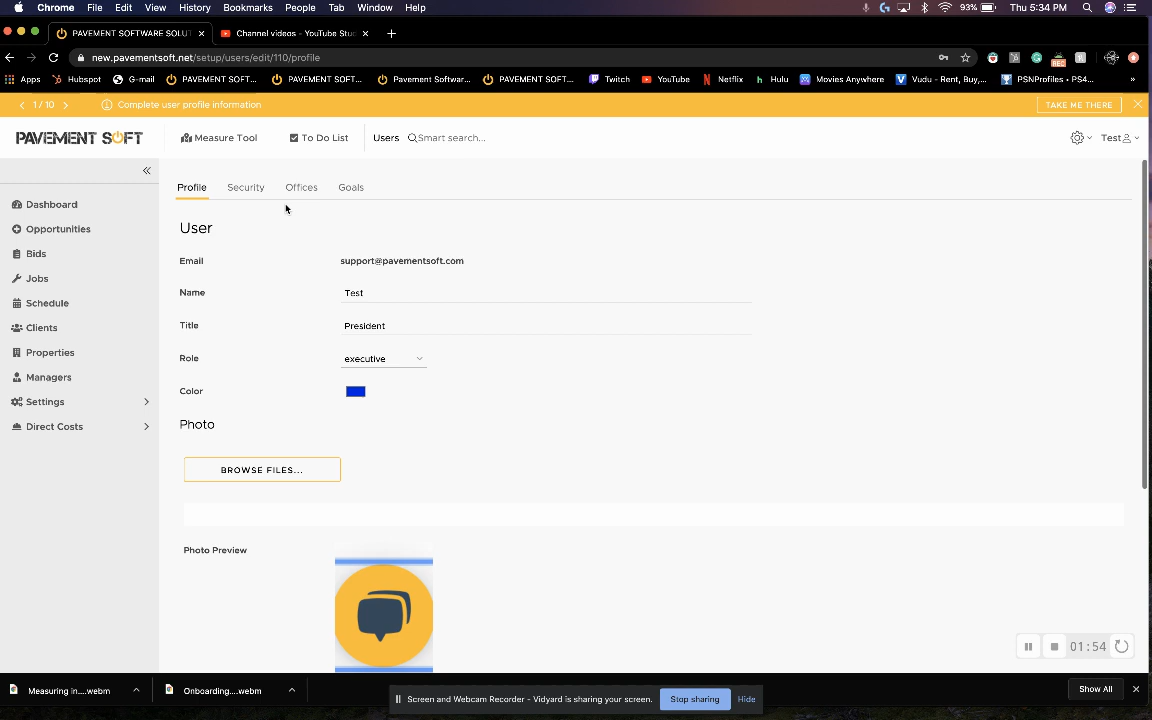 Chrome File Edit View History Bookmarks People Tab Window Help 93% Thu 5:34 PM
PAVEMENT SOFTWARE SOLUT × Channel videos - YouTube Stud × +
new.pavementsoft.net/setup/users/edit/110/profile
Apps Hubspot G-mail PAVEMENT SOFT... PAVEMENT SOFT... Pavement Softwar... PAVEMENT SOFT... Twitch YouTube Netflix Hulu Movies Anywhere Vudu - Rent, Buy,... PSNProfiles • PS4... »
1 / 10 Complete user profile information TAKE ME THERE
PAVEMENT SOFT Measure Tool To Do List Users Smart search... Test
Profile Security Offices Goals
Dashboard
Opportunities
Bids
Jobs
Schedule
Clients
Properties
Managers
Settings
Direct Costs
User
Email support@pavementsoft.com
Name Test
Title President
Role executive
Color
Photo
BROWSE FILES...
Photo Preview
01:54
Measuring in....webm Onboarding....webm Show All
Screen and Webcam Recorder - Vidyard is sharing your screen. Stop sharing Hide